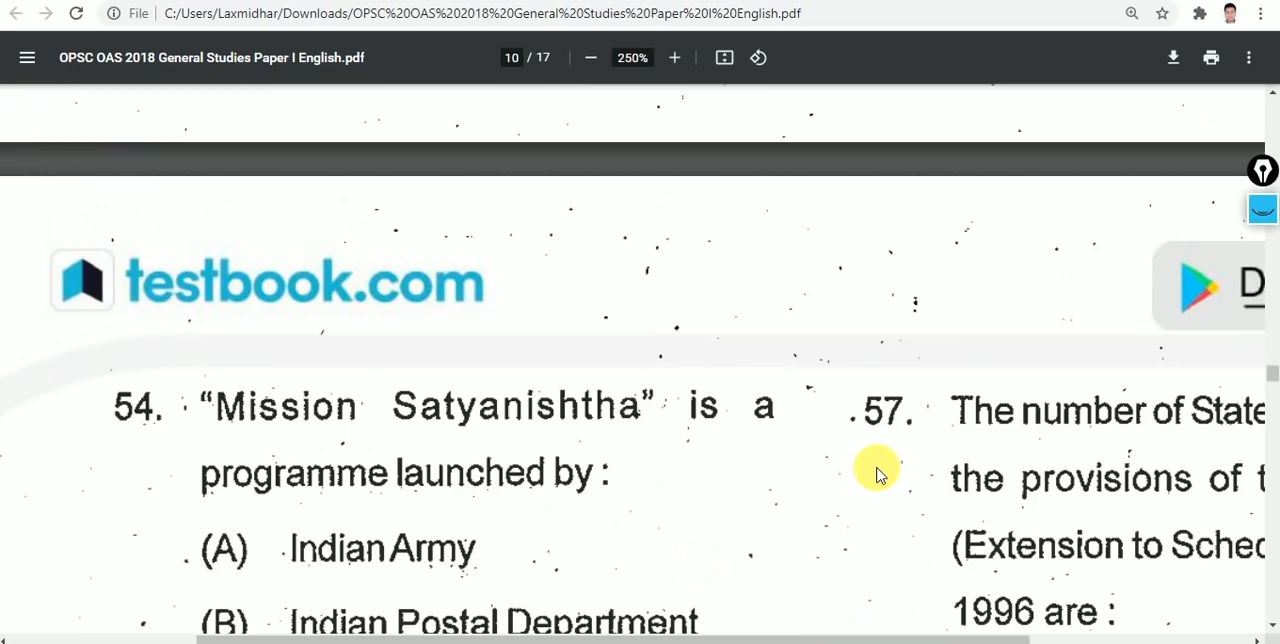 File
C:/Users/Laxmidhar/Downloads/OPSC%20OAS%202018%20General%20Studies%20Paper%20I%20English.pdf
OPSC OAS 2018 General Studies Paper I English.pdf
10 / 17
250%
testbook.com
D
54. "Mission Satyanishtha" is a
programme launched by :
(A) Indian Army
(B) Indian Postal Department
57. The number of State
the provisions of t
(Extension to Sched
1996 are :